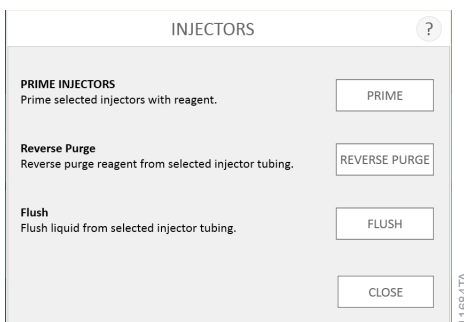 INJECTORS
?
PRIME INJECTORS
Prime selected injectors with reagent.
PRIME
Reverse Purge
Reverse purge reagent from selected injector tubing.
REVERSE PURGE
Flush
Flush liquid from selected injector tubing.
FLUSH
CLOSE